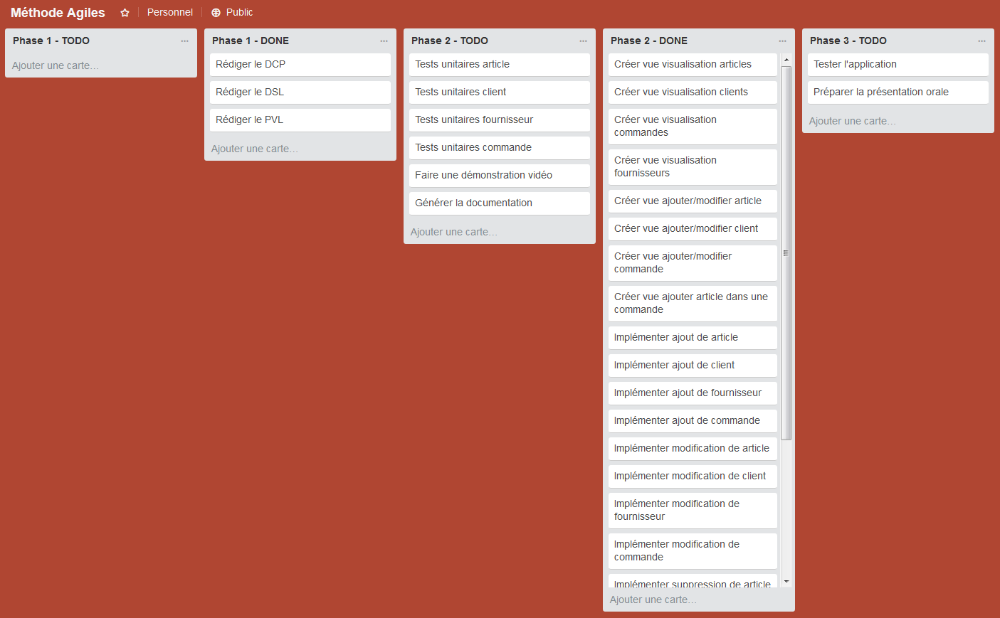 Méthode Agiles
Personnel
Public
Phase 1 - TODO
Ajouter une carte…
Phase 1 - DONE
Rédiger le DCP
Rédiger le DSL
Rédiger le PVL
Ajouter une carte…
Phase 2 - TODO
Tests unitaires article
Tests unitaires client
Tests unitaires fournisseur
Tests unitaires commande
Faire une démonstration vidéo
Générer la documentation
Ajouter une carte…
Phase 2 - DONE
Créer vue visualisation articles
Créer vue visualisation clients
Créer vue visualisation
commandes
Créer vue visualisation
fournisseurs
Créer vue ajouter/modifier article
Créer vue ajouter/modifier client
Créer vue ajouter/modifier
commande
Créer vue ajouter article dans une
commande
Implémenter ajout de article
Implémenter ajout de client
Implémenter ajout de fournisseur
Implémenter ajout de commande
Implémenter modification de article
Implémenter modification de client
Implémenter modification de
fournisseur
Implémenter modification de
commande
Implémenter suppression de article
Ajouter une carte…
Phase 3 - TODO
Tester l'application
Préparer la présentation orale
Ajouter une carte…